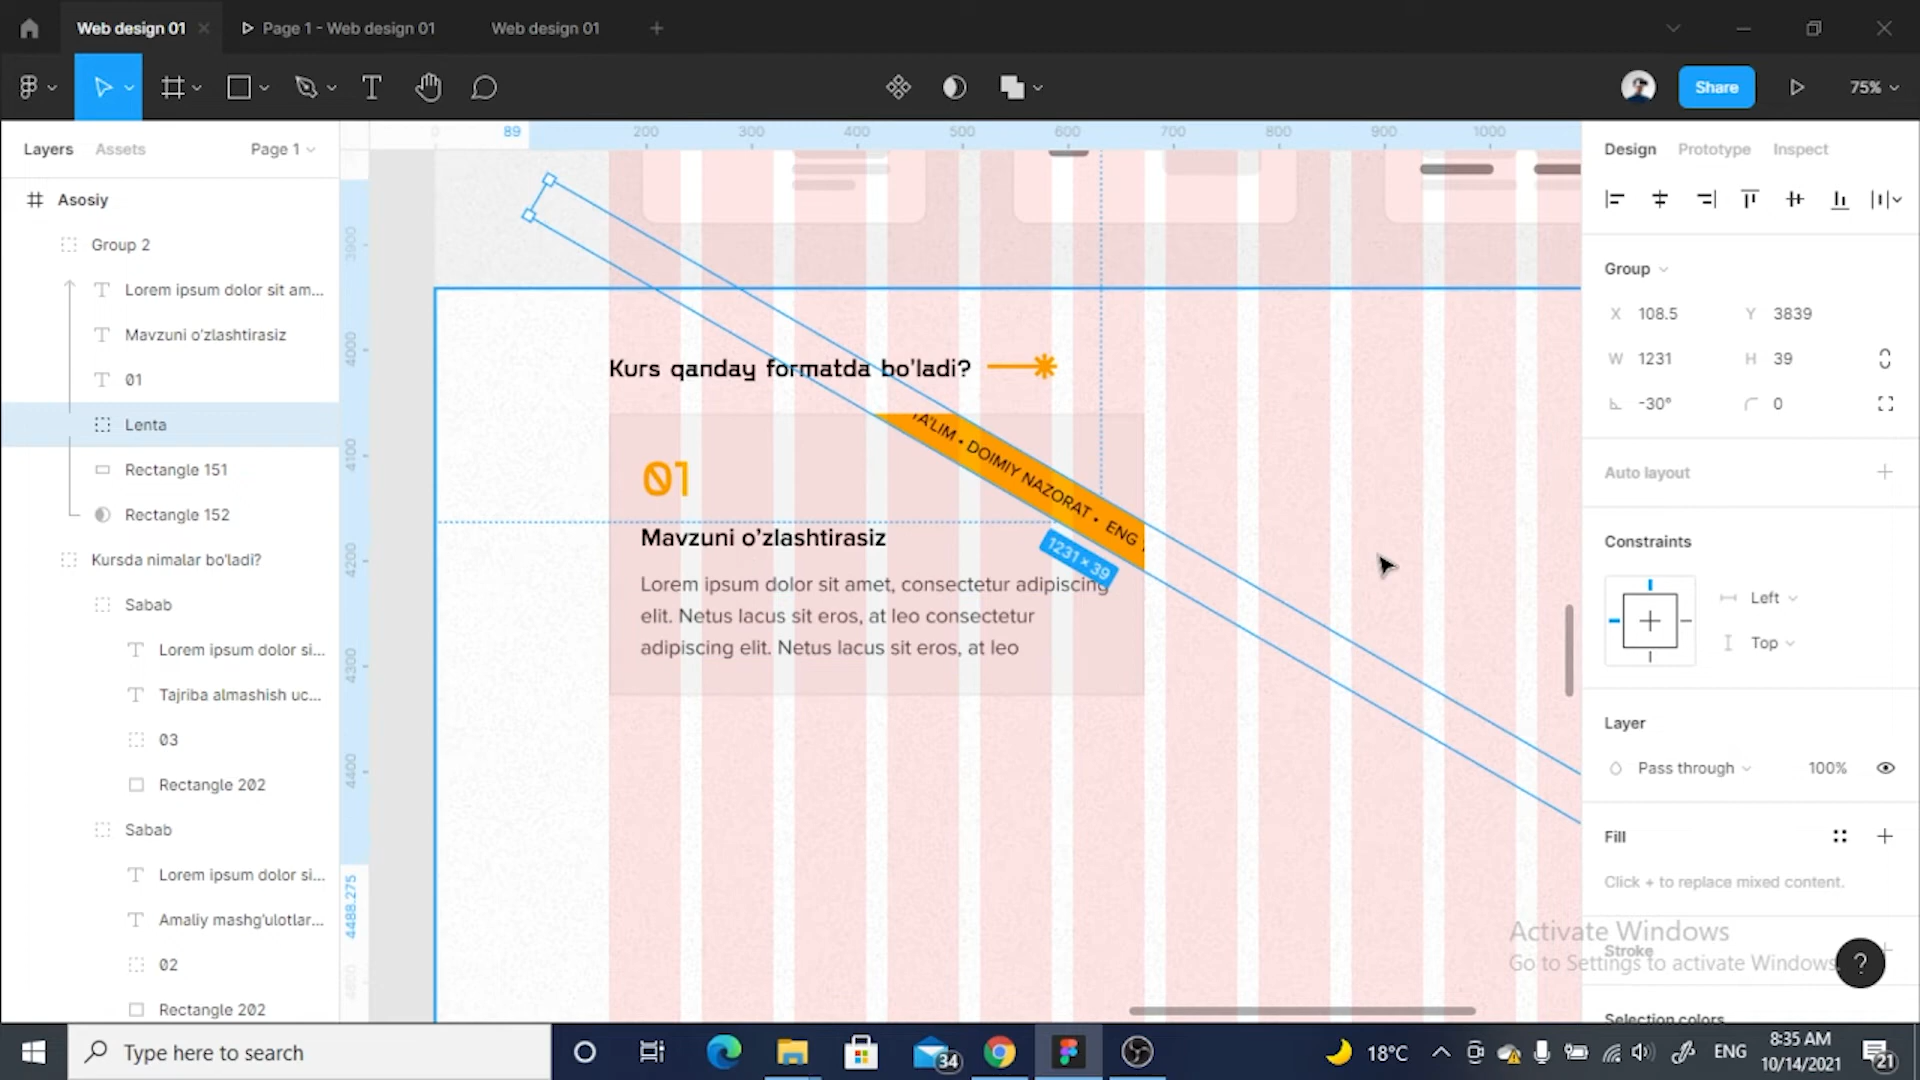 Web design 01
Page 1 - Web design 01
Web design 01
Share
75%
Layers
Assets
Page 1
Asosiy
Group 2
Lorem ipsum dolor sit am...
Mavzuni o'zlashtirasiz
01
Lenta
Rectangle 151
Rectangle 152
Kursda nimalar bo'ladi?
Sabab
Lorem ipsum dolor si...
Tajriba almashish uc...
03
Rectangle 202
Sabab
Lorem ipsum dolor si...
Amaliy mashg'ulotlar...
02
Rectangle 202
0
89
200
300
400
500
600
700
800
900
1000
3900
4000
4100
4200
4300
4400
4488.275
Kurs qanday formatda bo'ladi?
TA'LIM • DOIMIY NAZORAT • ENG
01
1231 × 39
Mavzuni o'zlashtirasiz
Lorem ipsum dolor sit amet, consectetur adipiscing
elit. Netus lacus sit eros, at leo consectetur
adipiscing elit. Netus lacus sit eros, at leo
Design
Prototype
Inspect
Group
X 108.5
Y 3839
W 1231
H 39
-30°
0
Auto layout
Constraints
Left
Top
Layer
Pass through
100%
Fill
Click + to replace mixed content.
Stroke
Selection colors
Activate Windows
Go to Settings to activate Windows.
?
Type here to search
34
18°C
ENG
8:35 AM
10/14/2021
21